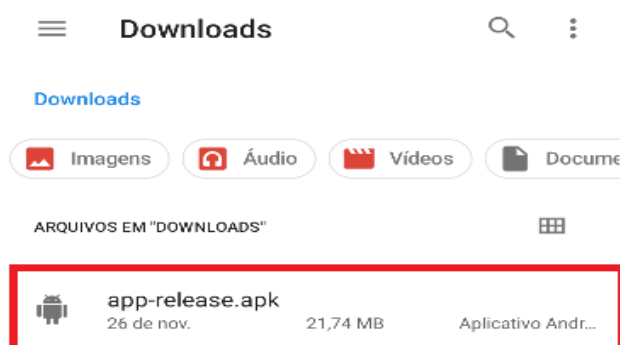 Downloads
Downloads
Imagens Áudio Vídeos Docume
ARQUIVOS EM "DOWNLOADS"
app-release.apk
26 de nov. 21,74 MB Aplicativo Andr...